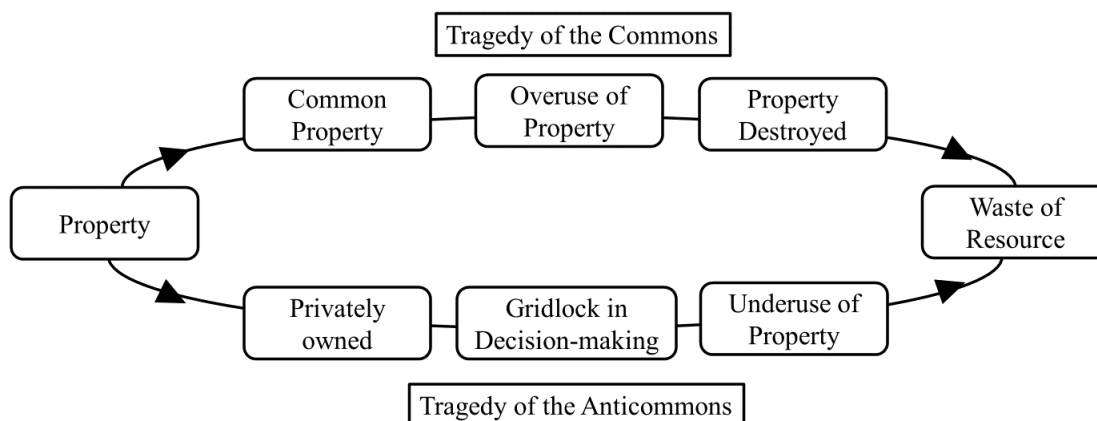 Tragedy of the Commons
Common
Property
Overuse of
Property
Property
Destroyed
Property
Waste of
Resource
Privately
owned
Gridlock in
Decision-making
Underuse of
Property
Tragedy of the Anticommons